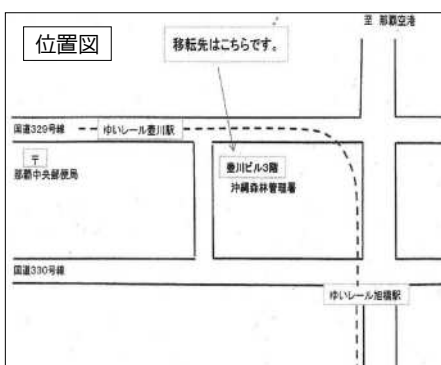 位置図
至 那覇空港
移転先はこちらです。
国道329号線
ゆいレール壺川駅
〒
那覇中央郵便局
壺川ビル3階
沖縄森林管理署
国道330号線
ゆいレール旭橋駅